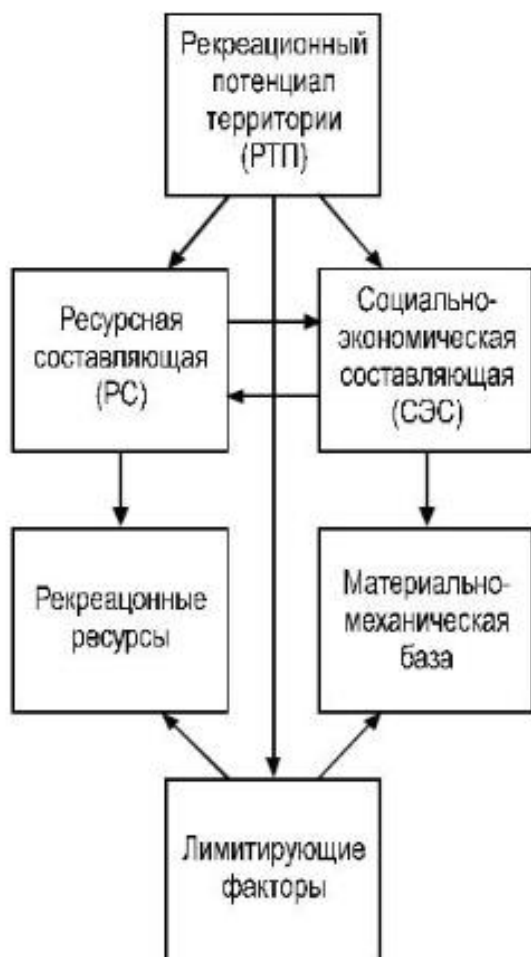 Рекреационный
потенциал
территории
(РТП)
Ресурсная
составляющая
(РС)
Социально-
экономическая
составляющая
(СЭС)
Рекреацонные
ресурсы
Материально-
механическая
база
Лимитирующие
факторы